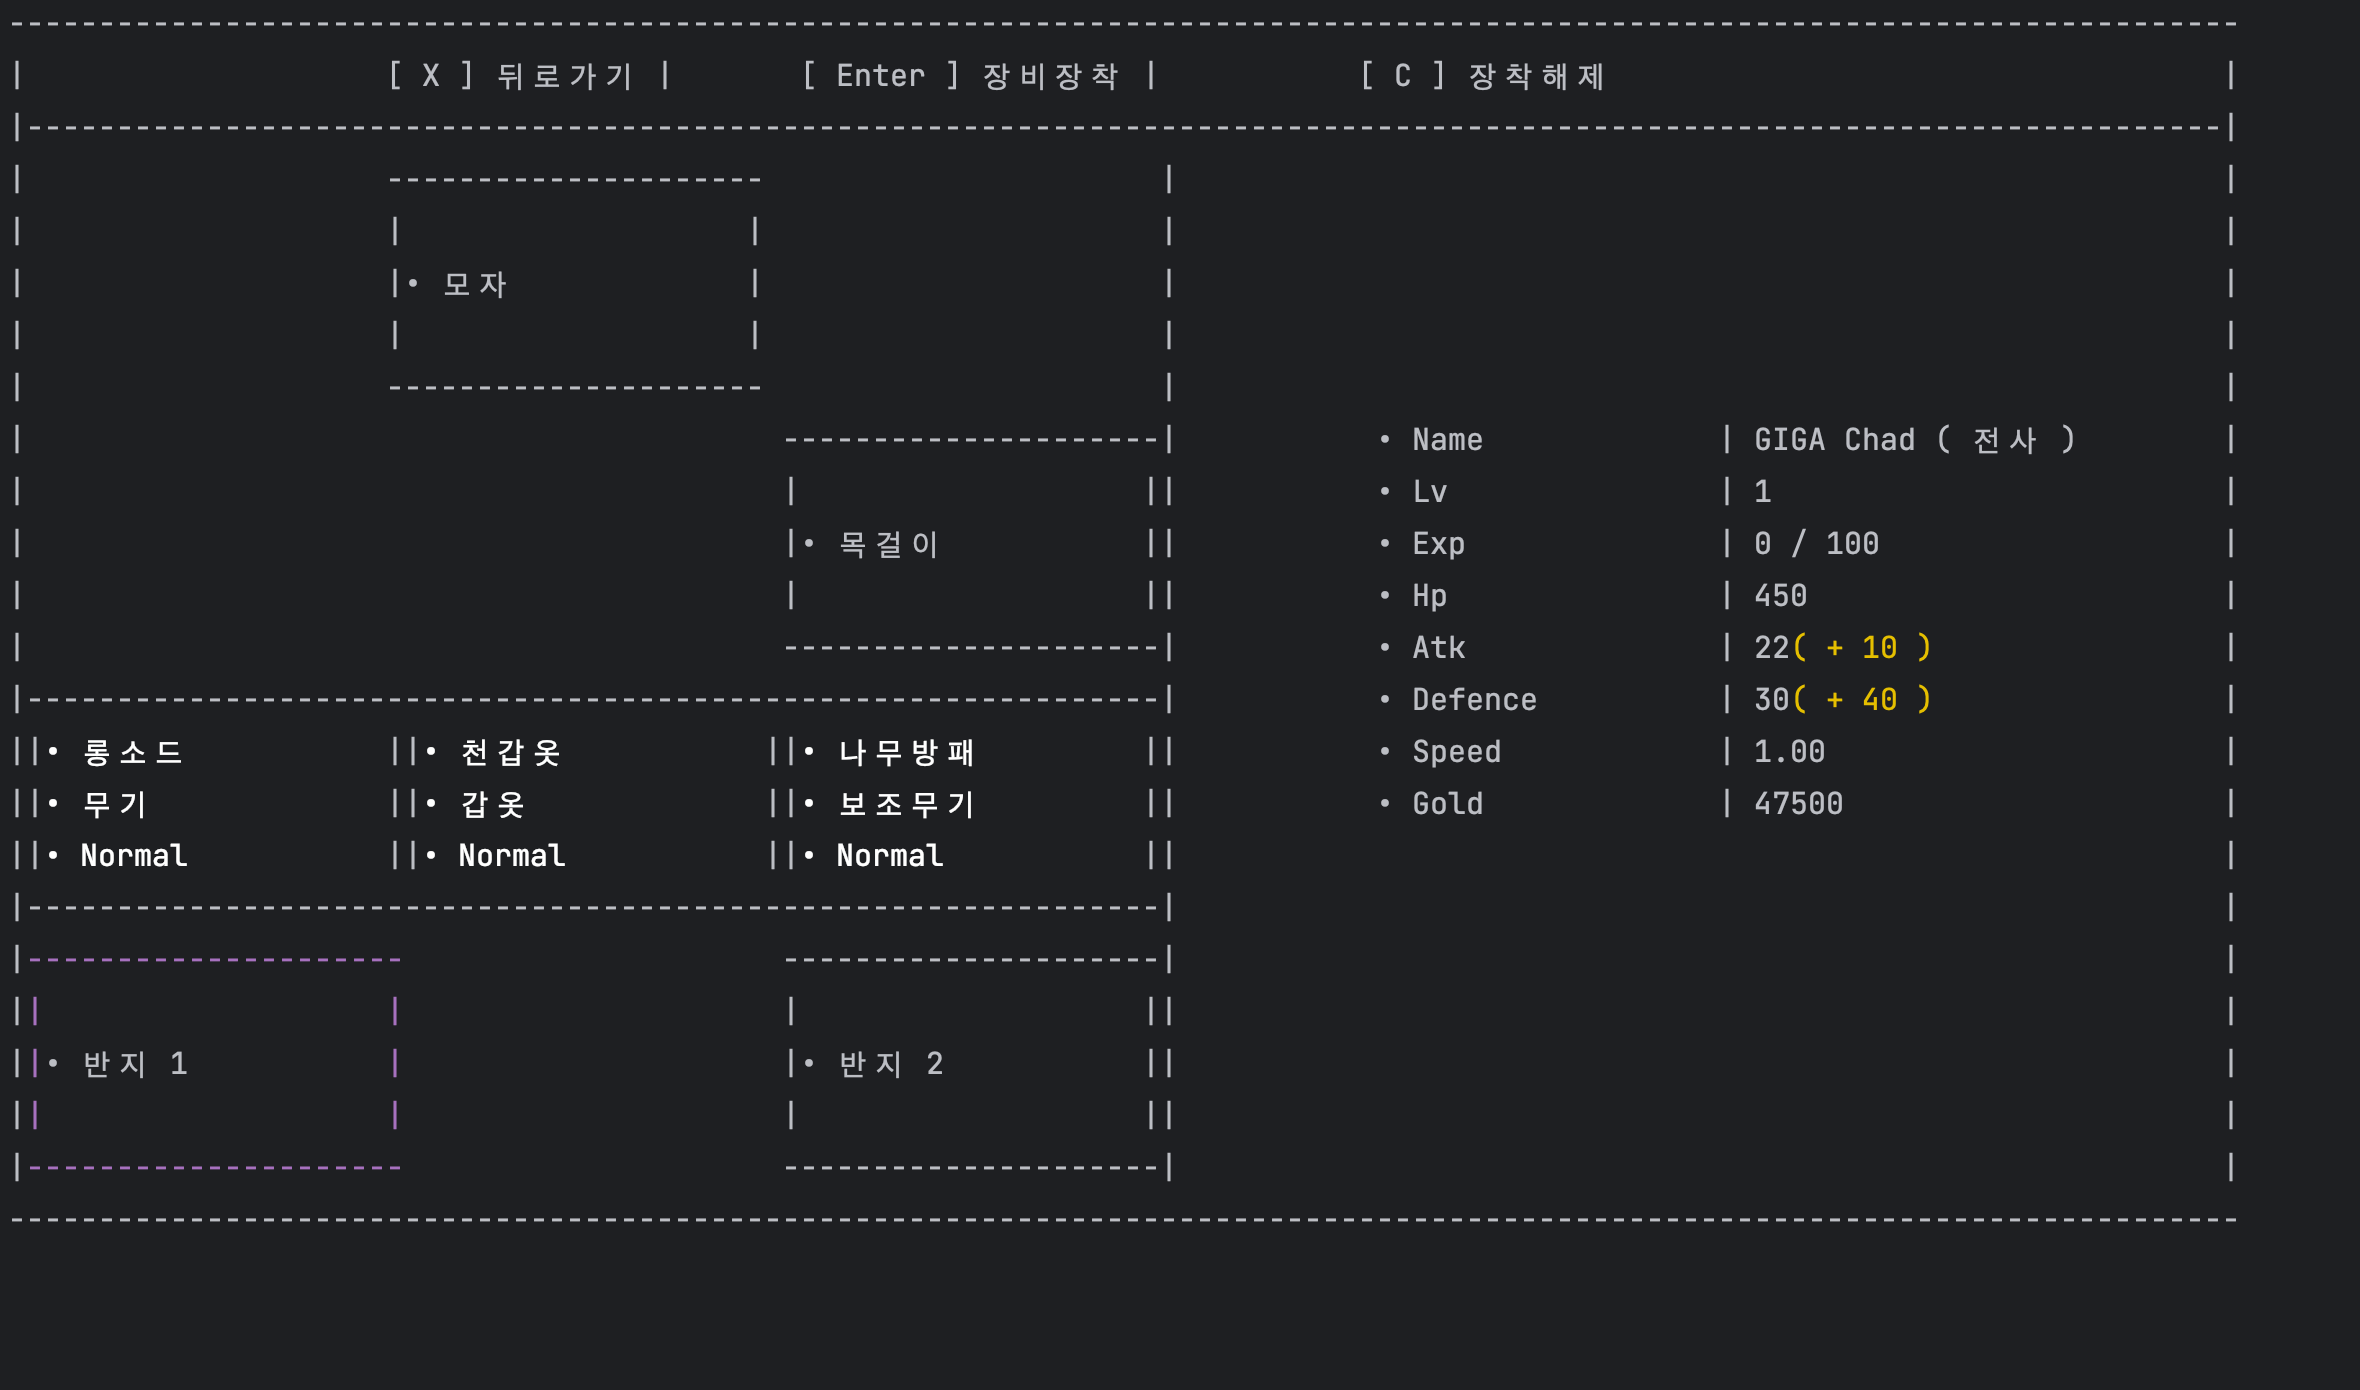 [ X ] 뒤로가기 | [ Enter ] 장비장착 | [ C ] 장착해제
• 모자
• Name | GIGA Chad ( 전사 )
• Lv | 1
• 목걸이 • Exp | 0 / 100
• Hp | 450
• Atk | 22( + 10 )
• Defence | 30( + 40 )
• 롱소드 • 천갑옷 • 나무방패 • Speed | 1.00
• 무기 • 갑옷 • 보조무기 • Gold | 47500
• Normal • Normal • Normal
• 반지 1 • 반지 2